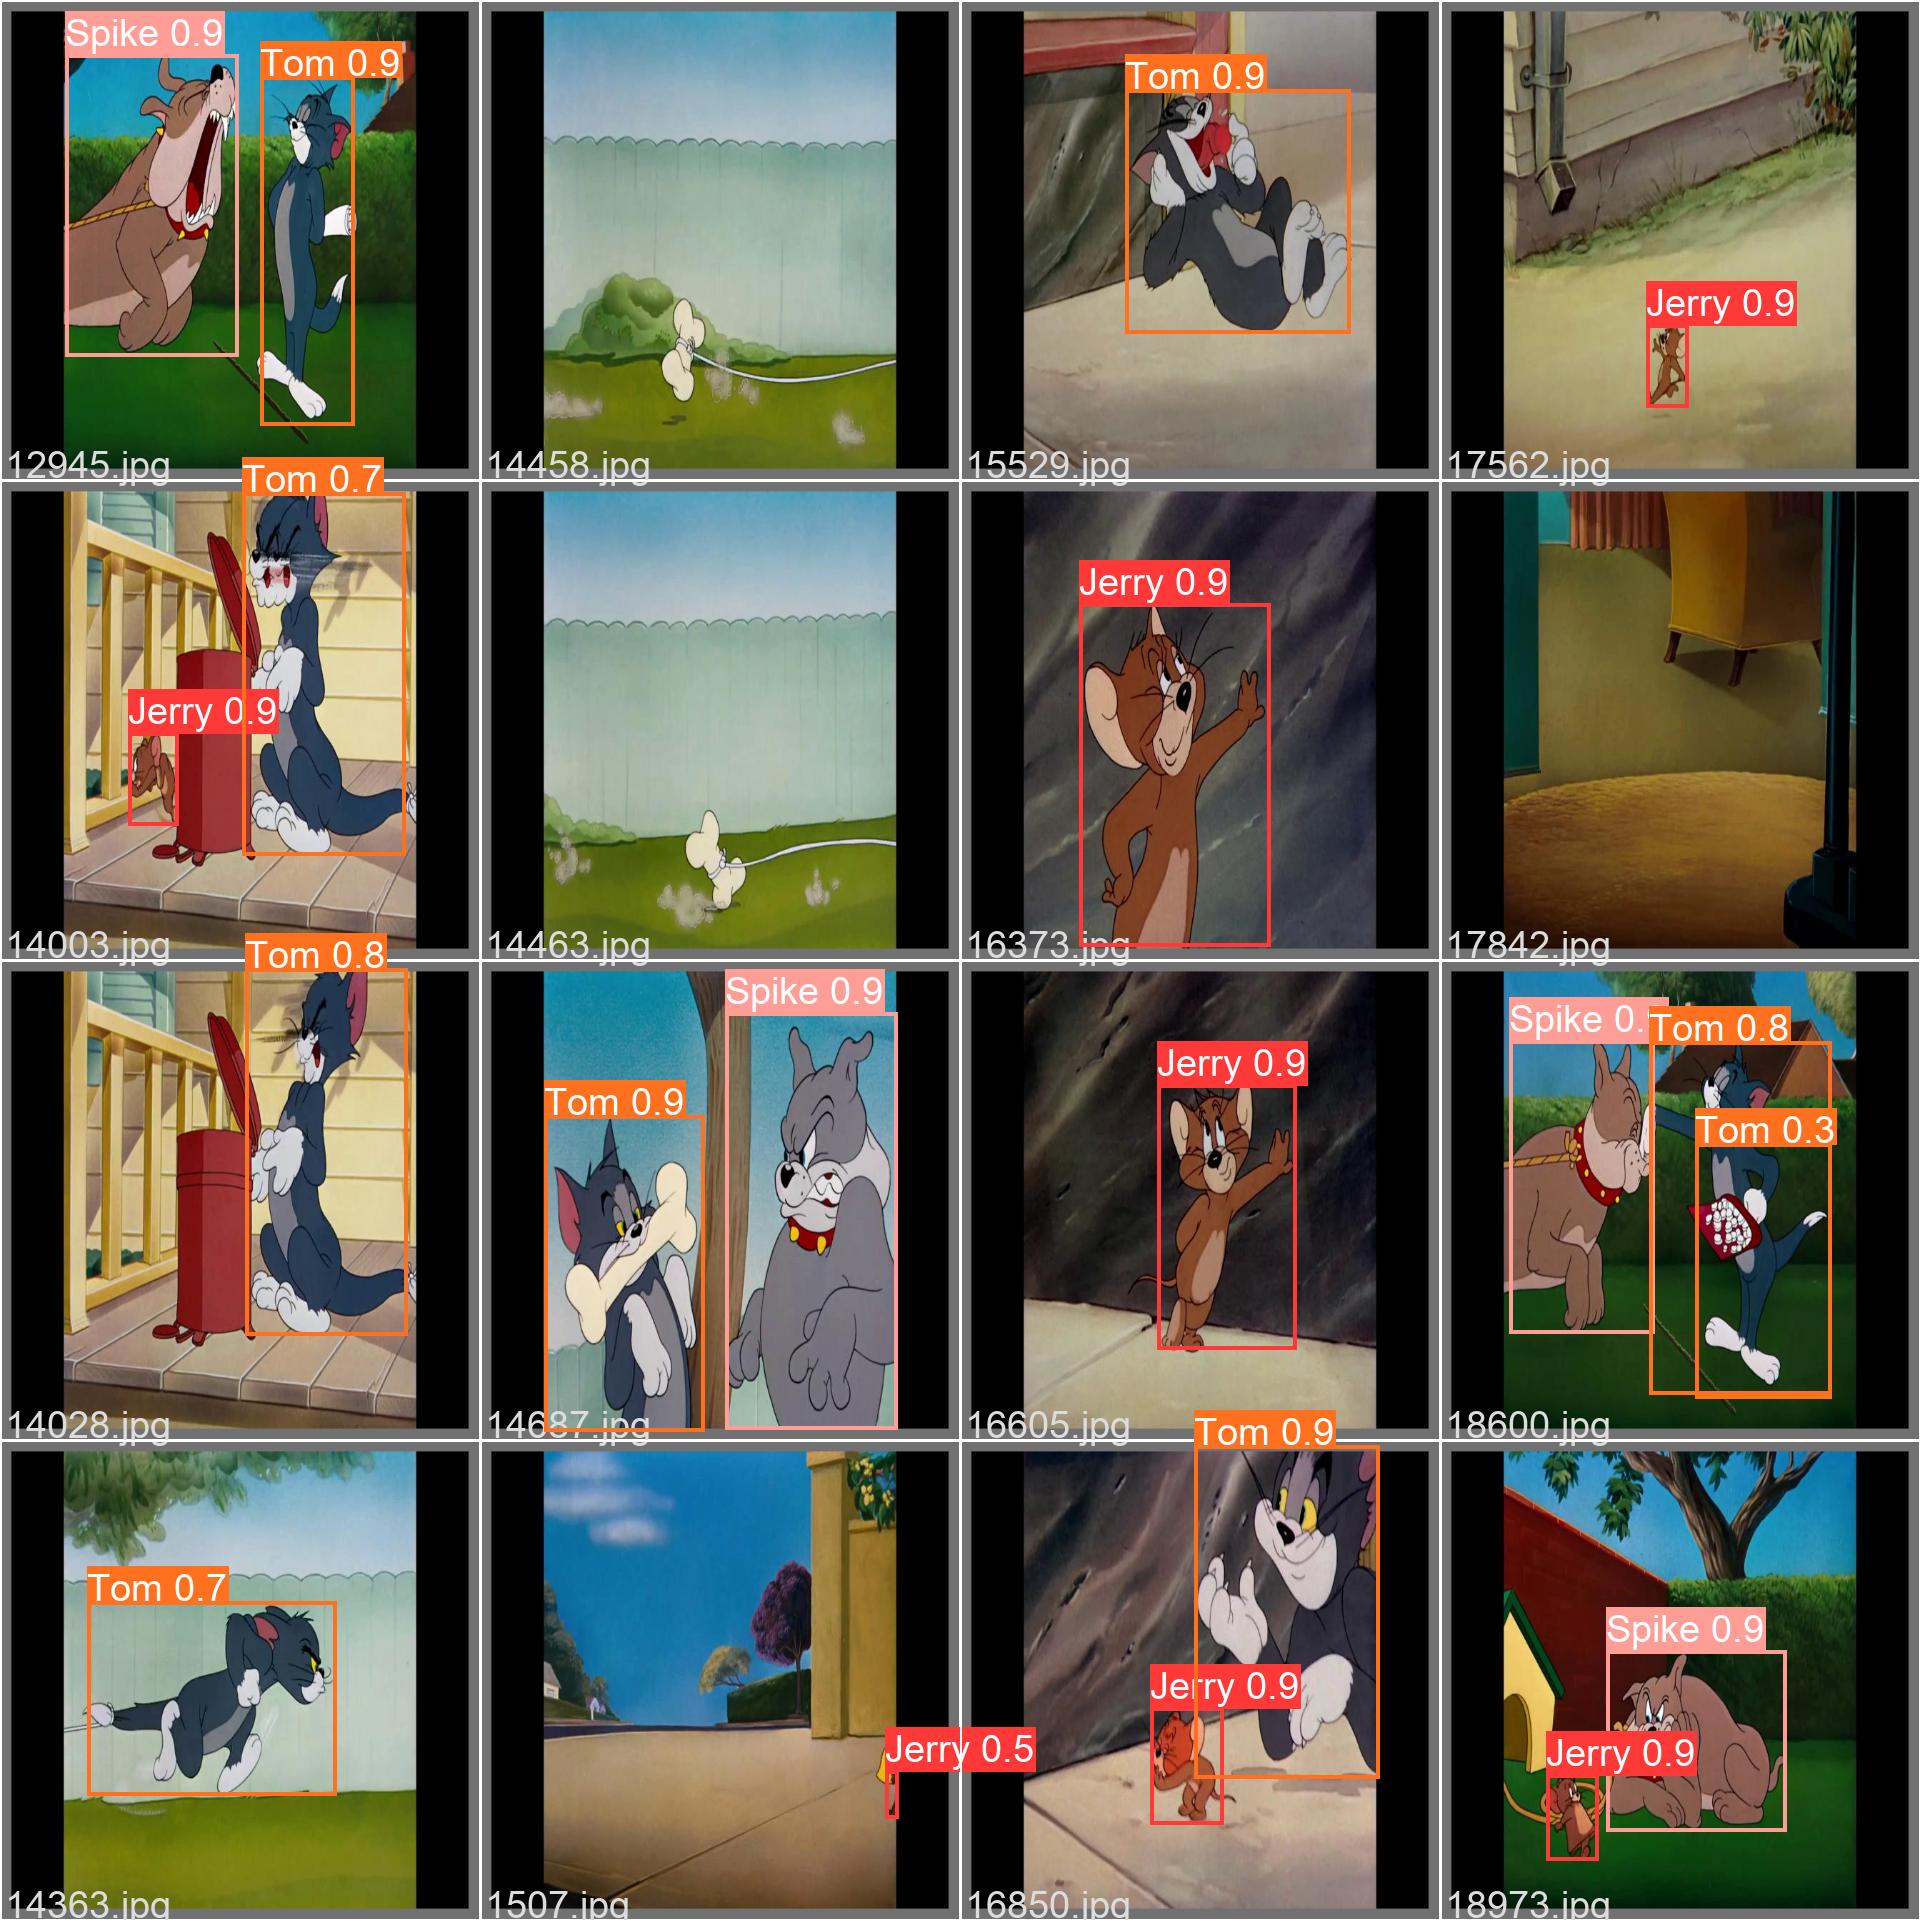 Spike 0.9
Tom 0.9
12945.jpg
14458.jpg
Tom 0.9
15529.jpg
Jerry 0.9
17562.jpg
Tom 0.7
Jerry 0.9
14003.jpg
14463.jpg
Jerry 0.9
16373.jpg
17842.jpg
Tom 0.8
14028.jpg
Spike 0.9
Tom 0.9
14687.jpg
Jerry 0.9
16605.jpg
Spike 0.
Tom 0.8
Tom 0.3
18600.jpg
Tom 0.7
14363.jpg
Jerry 0.5
1507.jpg
Tom 0.9
Jerry 0.9
16850.jpg
Spike 0.9
Jerry 0.9
18973.jpg